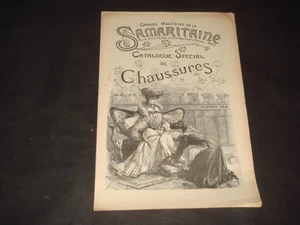 Grands Magasins de la
Samaritaine
Catalogue Spécial
de
Chaussures